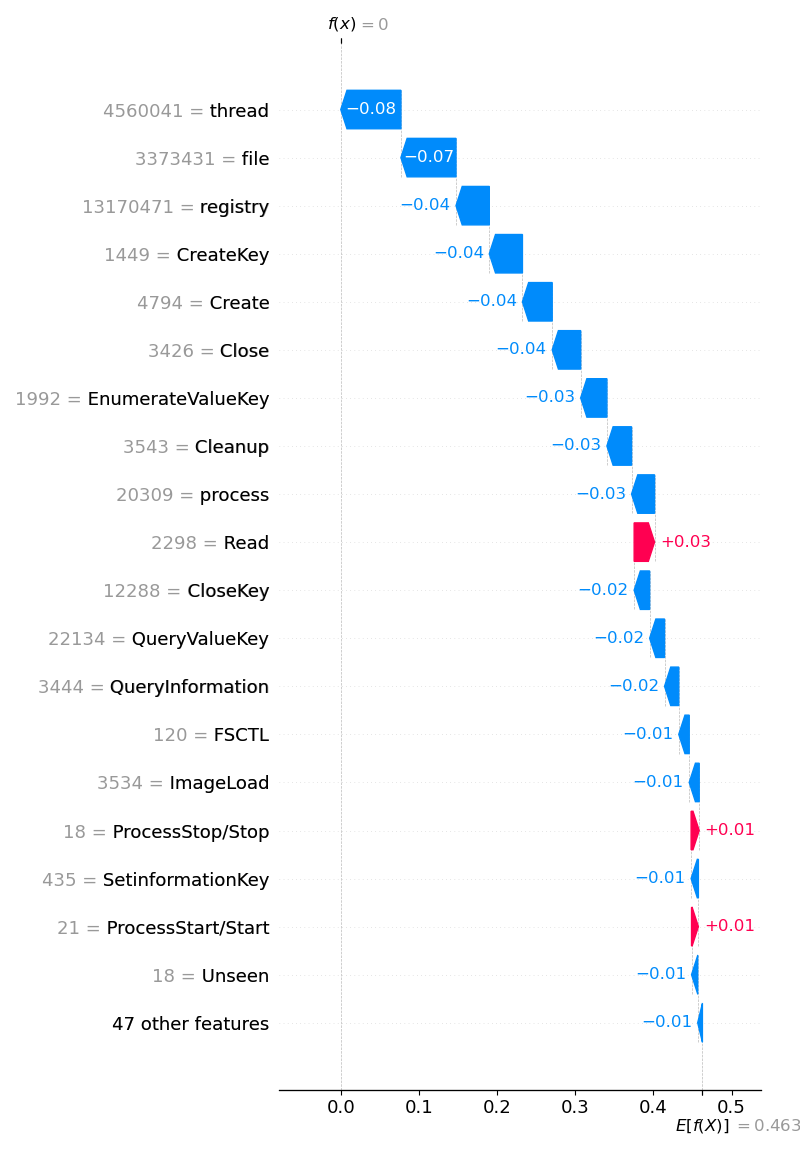 f(x) = 0
4560041 = thread −0.08
3373431 = file −0.07
13170471 = registry −0.04
1449 = CreateKey −0.04
4794 = Create −0.04
3426 = Close −0.04
1992 = EnumerateValueKey −0.03
3543 = Cleanup −0.03
20309 = process −0.03
2298 = Read +0.03
12288 = CloseKey −0.02
22134 = QueryValueKey −0.02
3444 = QueryInformation −0.02
120 = FSCTL −0.01
3534 = ImageLoad −0.01
18 = ProcessStop/Stop +0.01
435 = SetinformationKey −0.01
21 = ProcessStart/Start +0.01
18 = Unseen −0.01
47 other features −0.01
0.0 0.1 0.2 0.3 0.4 0.5
E[f(X)] = 0.463